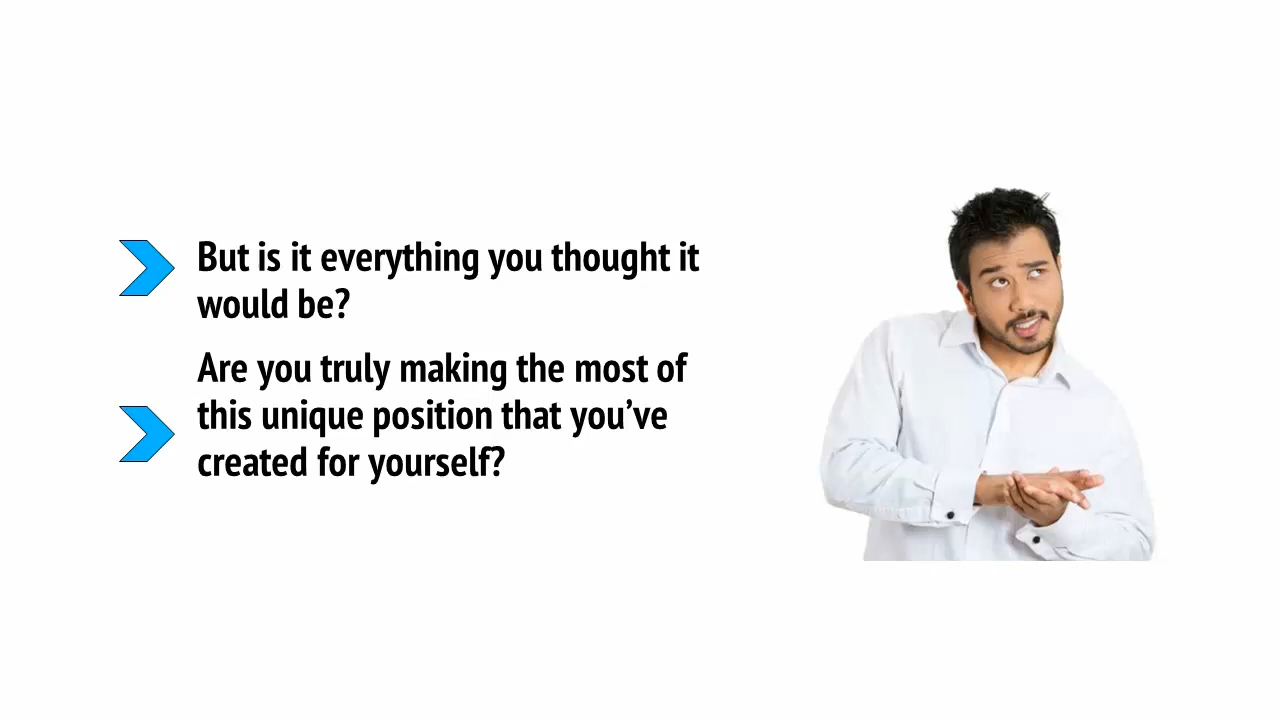 But is it everything you thought it
would be?
Are you truly making the most of
this unique position that you’ve
created for yourself?